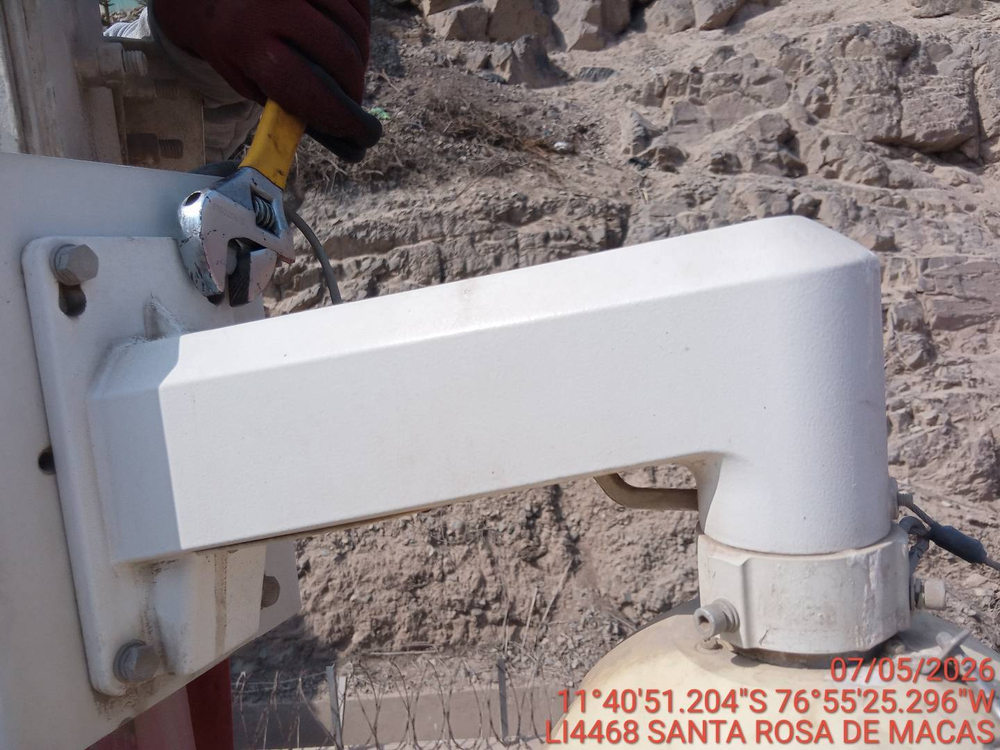 07/05/2026
11°40'51.204"S 76°55'25.296"W
LI4468 SANTA ROSA DE MACAS